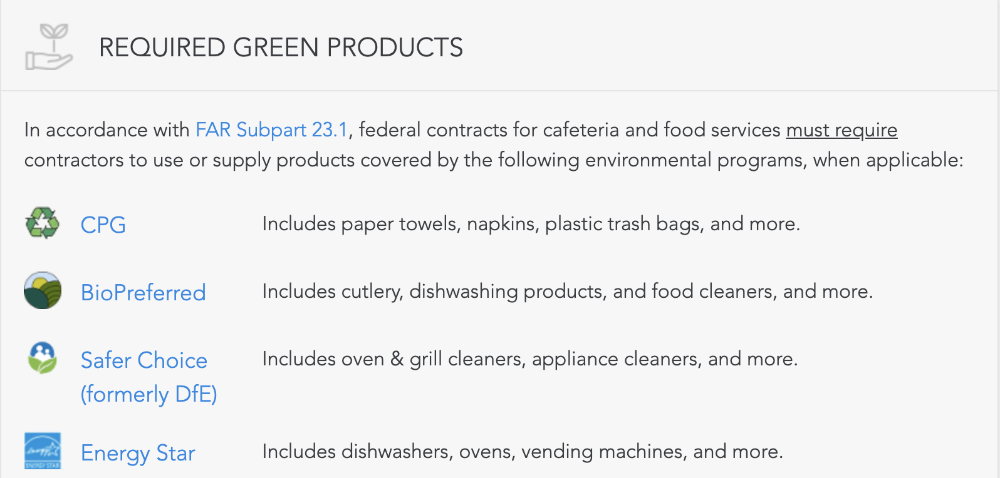 REQUIRED GREEN PRODUCTS
In accordance with FAR Subpart 23.1, federal contracts for cafeteria and food services must require
contractors to use or supply products covered by the following environmental programs, when applicable:
CPG Includes paper towels, napkins, plastic trash bags, and more.
BioPreferred Includes cutlery, dishwashing products, and food cleaners, and more.
Safer Choice Includes oven & grill cleaners, appliance cleaners, and more.
(formerly DfE)
Energy Star Includes dishwashers, ovens, vending machines, and more.
ENERGY STAR